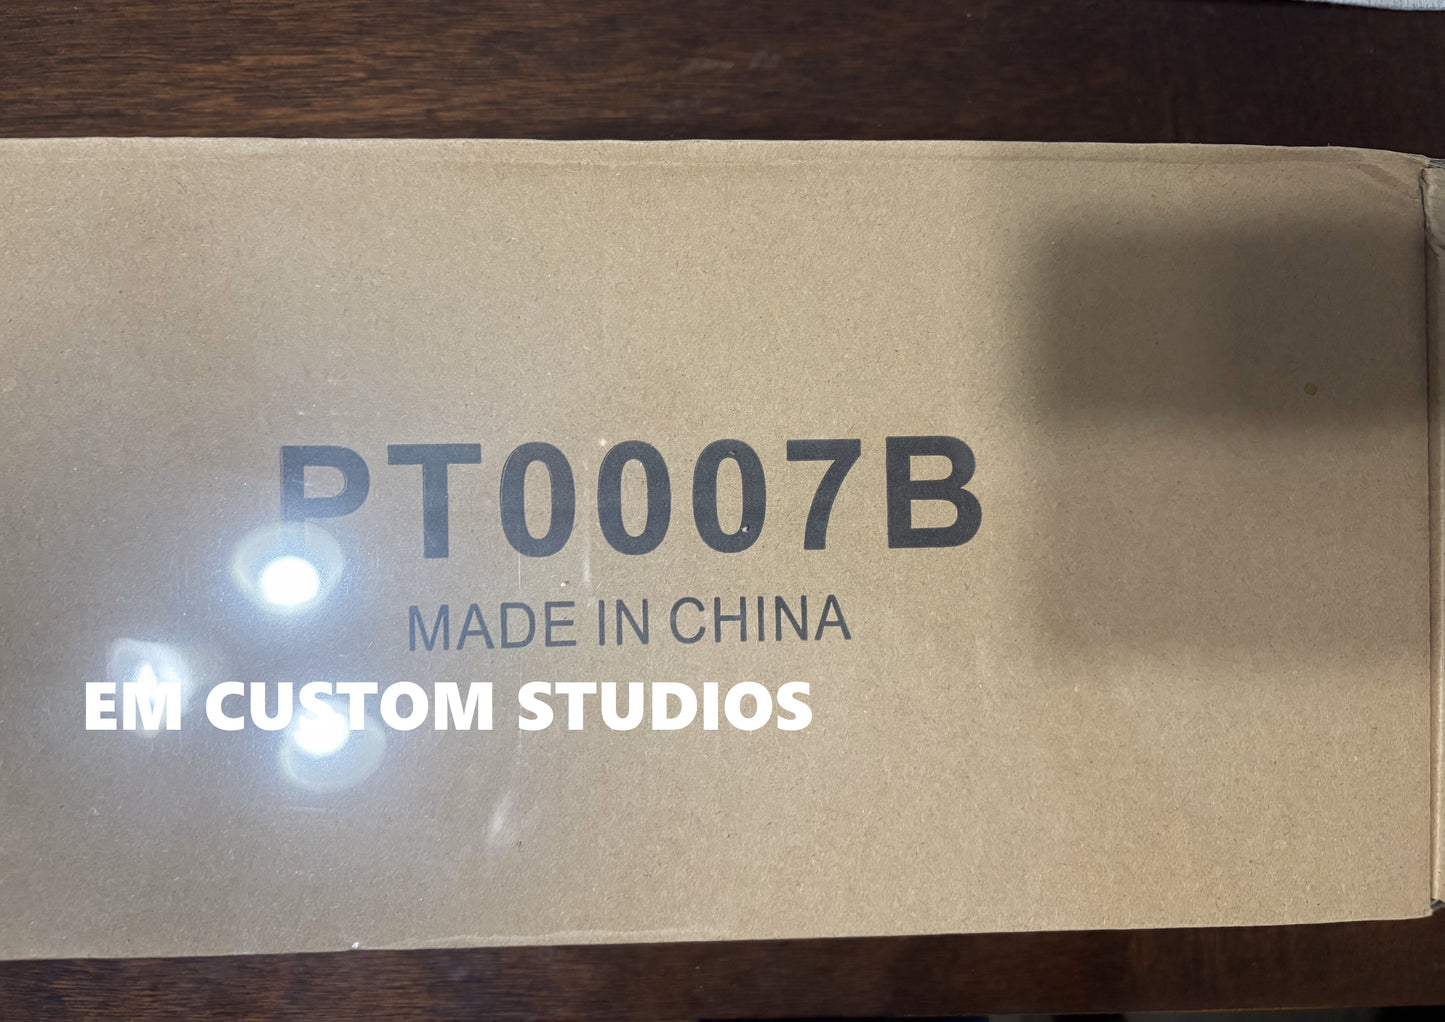 PT0007B
MADE IN CHINA
EM CUSTOM STUDIOS